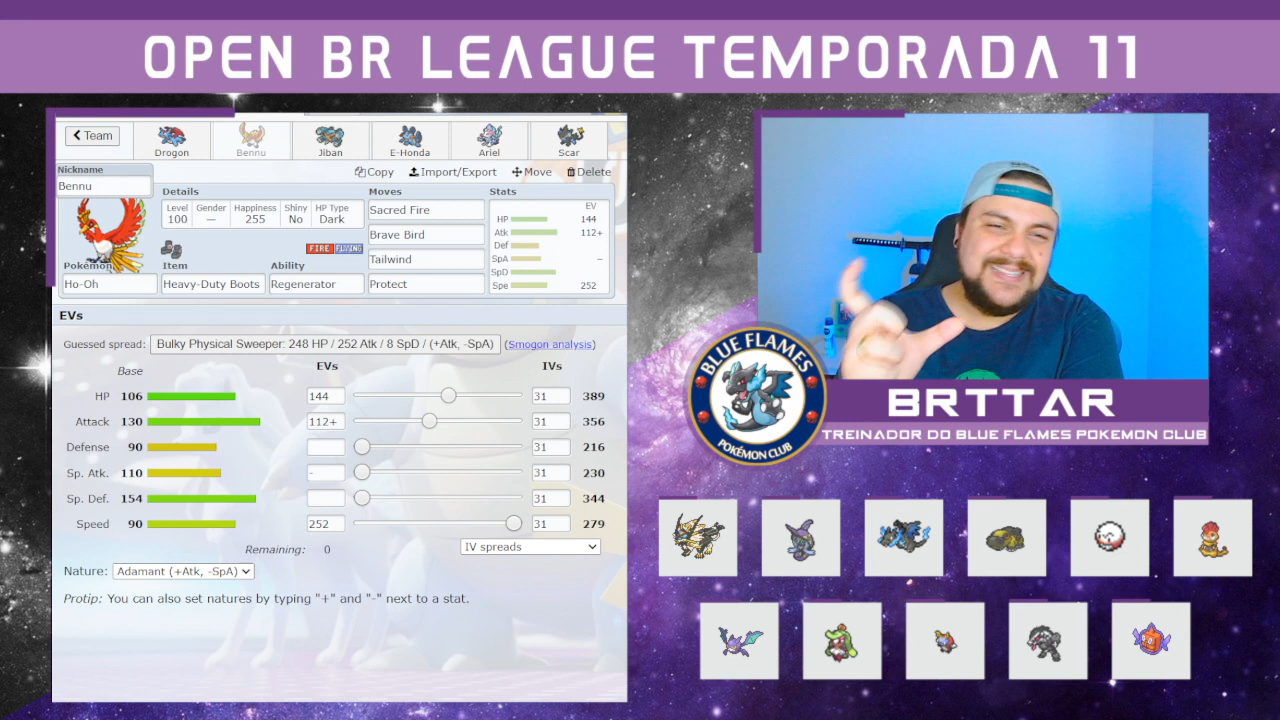 OPEN BR LEAGUE TEMPORADA 11
Team
Drogon
Bennu
Jiban
E-Honda
Ariel
Scar
Nickname
Bennu
Copy
Import/Export
Move
Delete
Details
Level
100
Gender
—
Happiness
255
Shiny
No
HP Type
Dark
FIRE
FLYING
Pokémon
Ho-Oh
Item
Heavy-Duty Boots
Ability
Regenerator
Moves
Sacred Fire
Brave Bird
Tailwind
Protect
Stats
EV
HP 144
Atk 112+
Def
SpA –
SpD
Spe 252
EVs
Guessed spread: Bulky Physical Sweeper: 248 HP / 252 Atk / 8 SpD / (+Atk, -SpA) (Smogon analysis)
Base EVs IVs
HP 106 144 31 389
Attack 130 112+ 31 356
Defense 90 31 216
Sp. Atk. 110 - 31 230
Sp. Def. 154 31 344
Speed 90 252 31 279
Remaining: 0
IV spreads
Nature: Adamant (+Atk, -SpA)
Protip: You can also set natures by typing "+" and "-" next to a stat.
BLUE FLAMES
POKÉMON CLUB
BRTTAR
TREINADOR DO BLUE FLAMES POKEMON CLUB